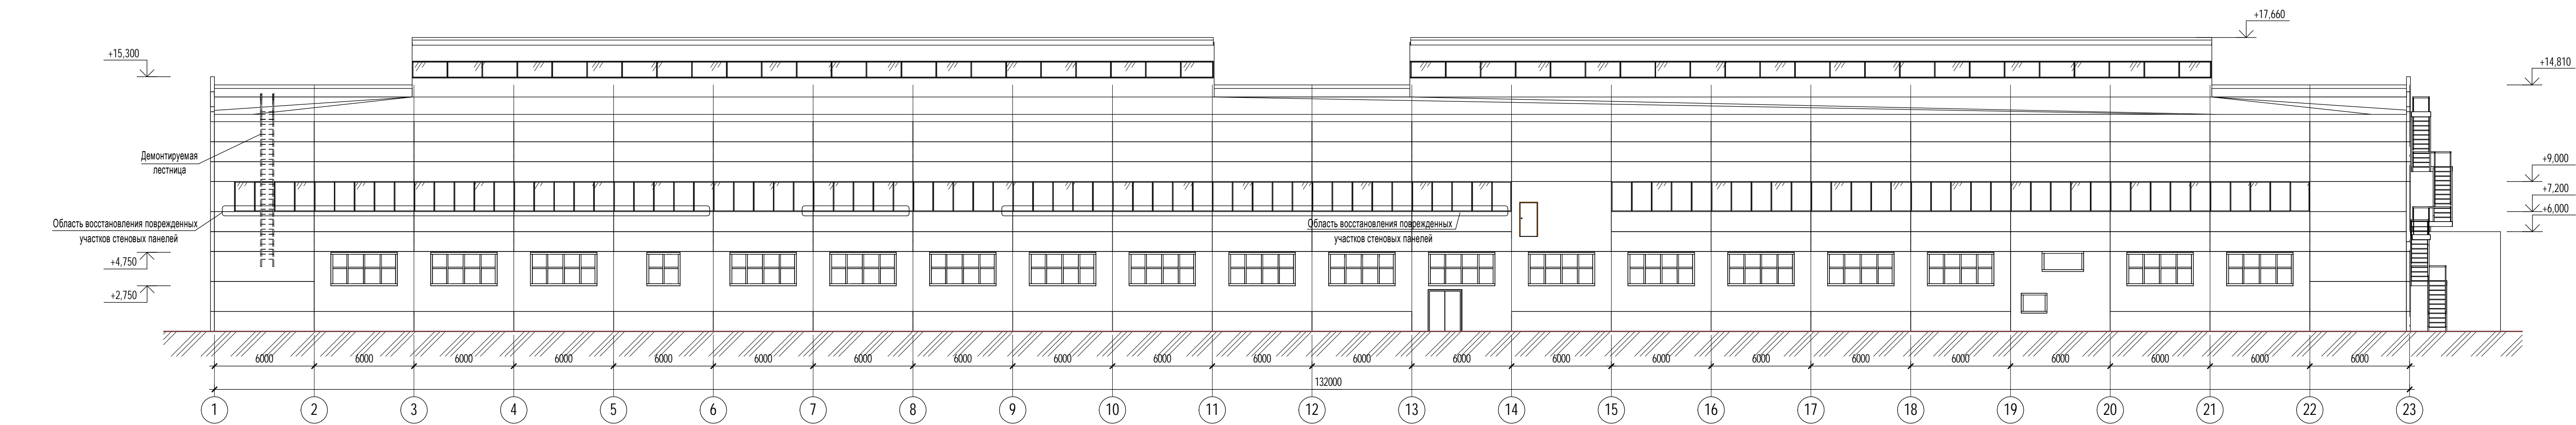 +17,660
+15,300
+14,810
Демонтируемая
лестница
+9,000
+7,200
+6,000
Область восстановления поврежденных
участков стеновых панелей
Область восстановления поврежденных
участков стеновых панелей
+4,750
+2,750
6000 6000 6000 6000 6000 6000 6000 6000 6000 6000 6000 6000 6000 6000 6000 6000 6000 6000 6000 6000 6000 6000
132000
1 2 3 4 5 6 7 8 9 10 11 12 13 14 15 16 17 18 19 20 21 22 23